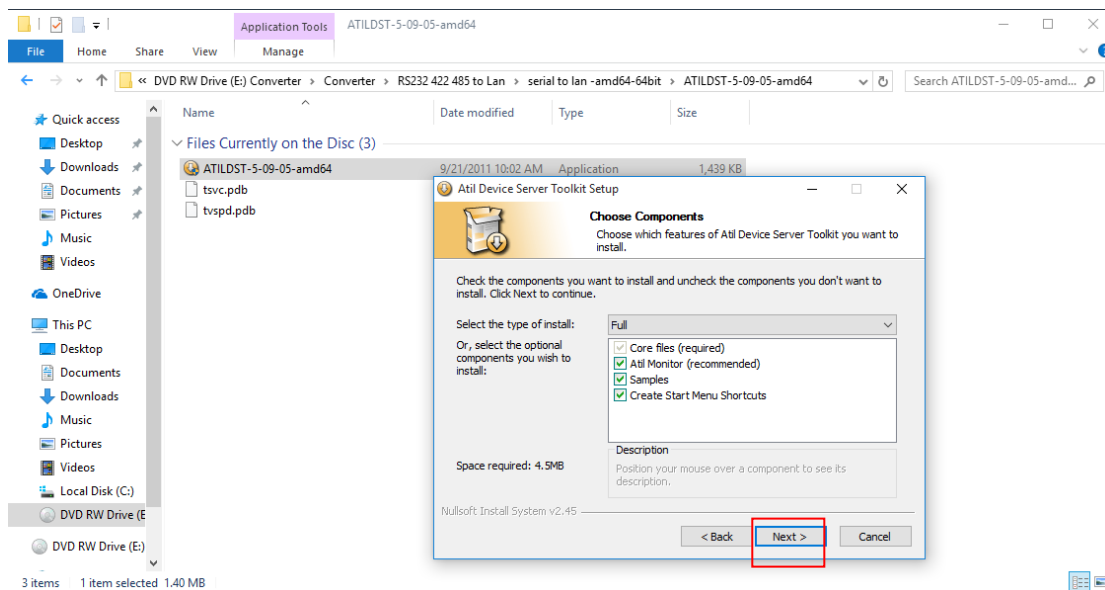 Application Tools ATILDST-5-09-05-amd64
File Home Share View Manage
« DVD RW Drive (E:) Converter › Converter › RS232 422 485 to Lan › serial to lan -amd64-64bit › ATILDST-5-09-05-amd64
Search ATILDST-5-09-05-amd...
Name Date modified Type Size
Quick access
Desktop
Downloads
Documents
Pictures
Music
Videos
OneDrive
This PC
Desktop
Documents
Downloads
Music
Pictures
Videos
Local Disk (C:)
DVD RW Drive (E
DVD RW Drive (E:)
Files Currently on the Disc (3)
ATILDST-5-09-05-amd64 9/21/2011 10:02 AM Application 1,439 KB
tsvc.pdb
tvspd.pdb
Atil Device Server Toolkit Setup
Choose Components
Choose which features of Atil Device Server Toolkit you want to
install.
Check the components you want to install and uncheck the components you don't want to
install. Click Next to continue.
Select the type of install:
Full
Or, select the optional
components you wish to
install:
Core files (required)
Atil Monitor (recommended)
Samples
Create Start Menu Shortcuts
Space required: 4.5MB
Description
Position your mouse over a component to see its
description.
Nullsoft Install System v2.45
< Back Next > Cancel
3 items 1 item selected 1.40 MB